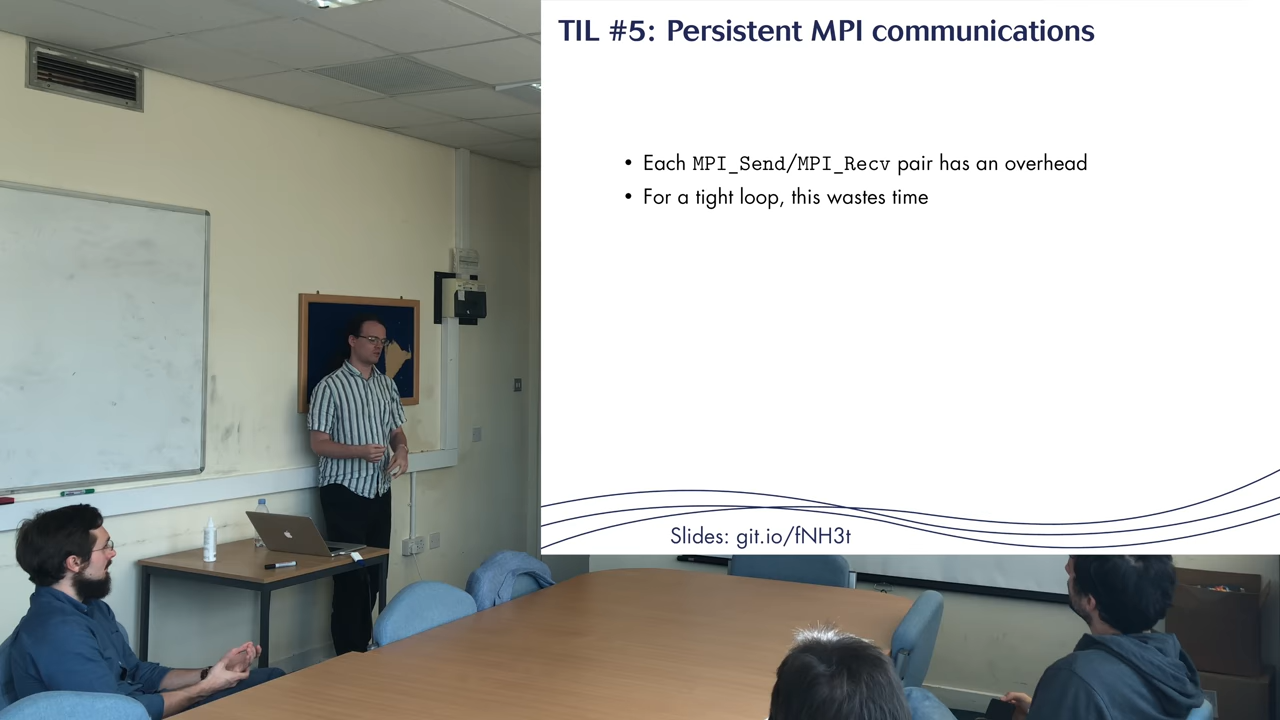 TIL #5: Persistent MPI communications
• Each MPI_Send/MPI_Recv pair has an overhead
• For a tight loop, this wastes time
Slides: git.io/fNH3t